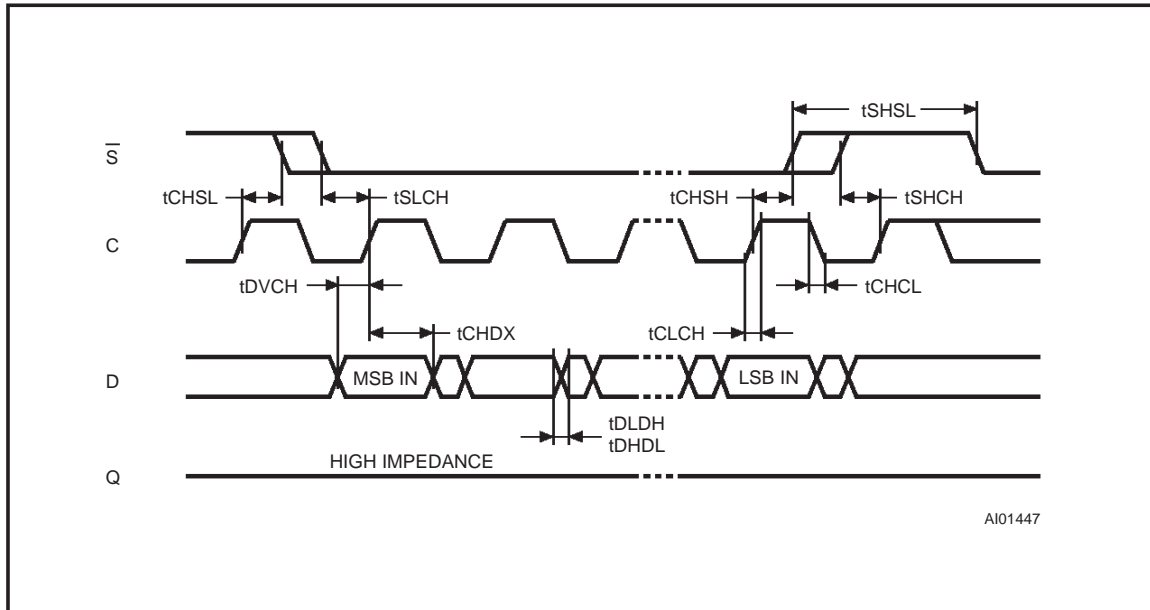 tSHSL
S̅
tCHSL
tSLCH
tCHSH
tSHCH
C
tDVCH
tCHCL
tCHDX
tCLCH
D
MSB IN
LSB IN
tDLDH
tDHDL
HIGH IMPEDANCE
Q
AI01447